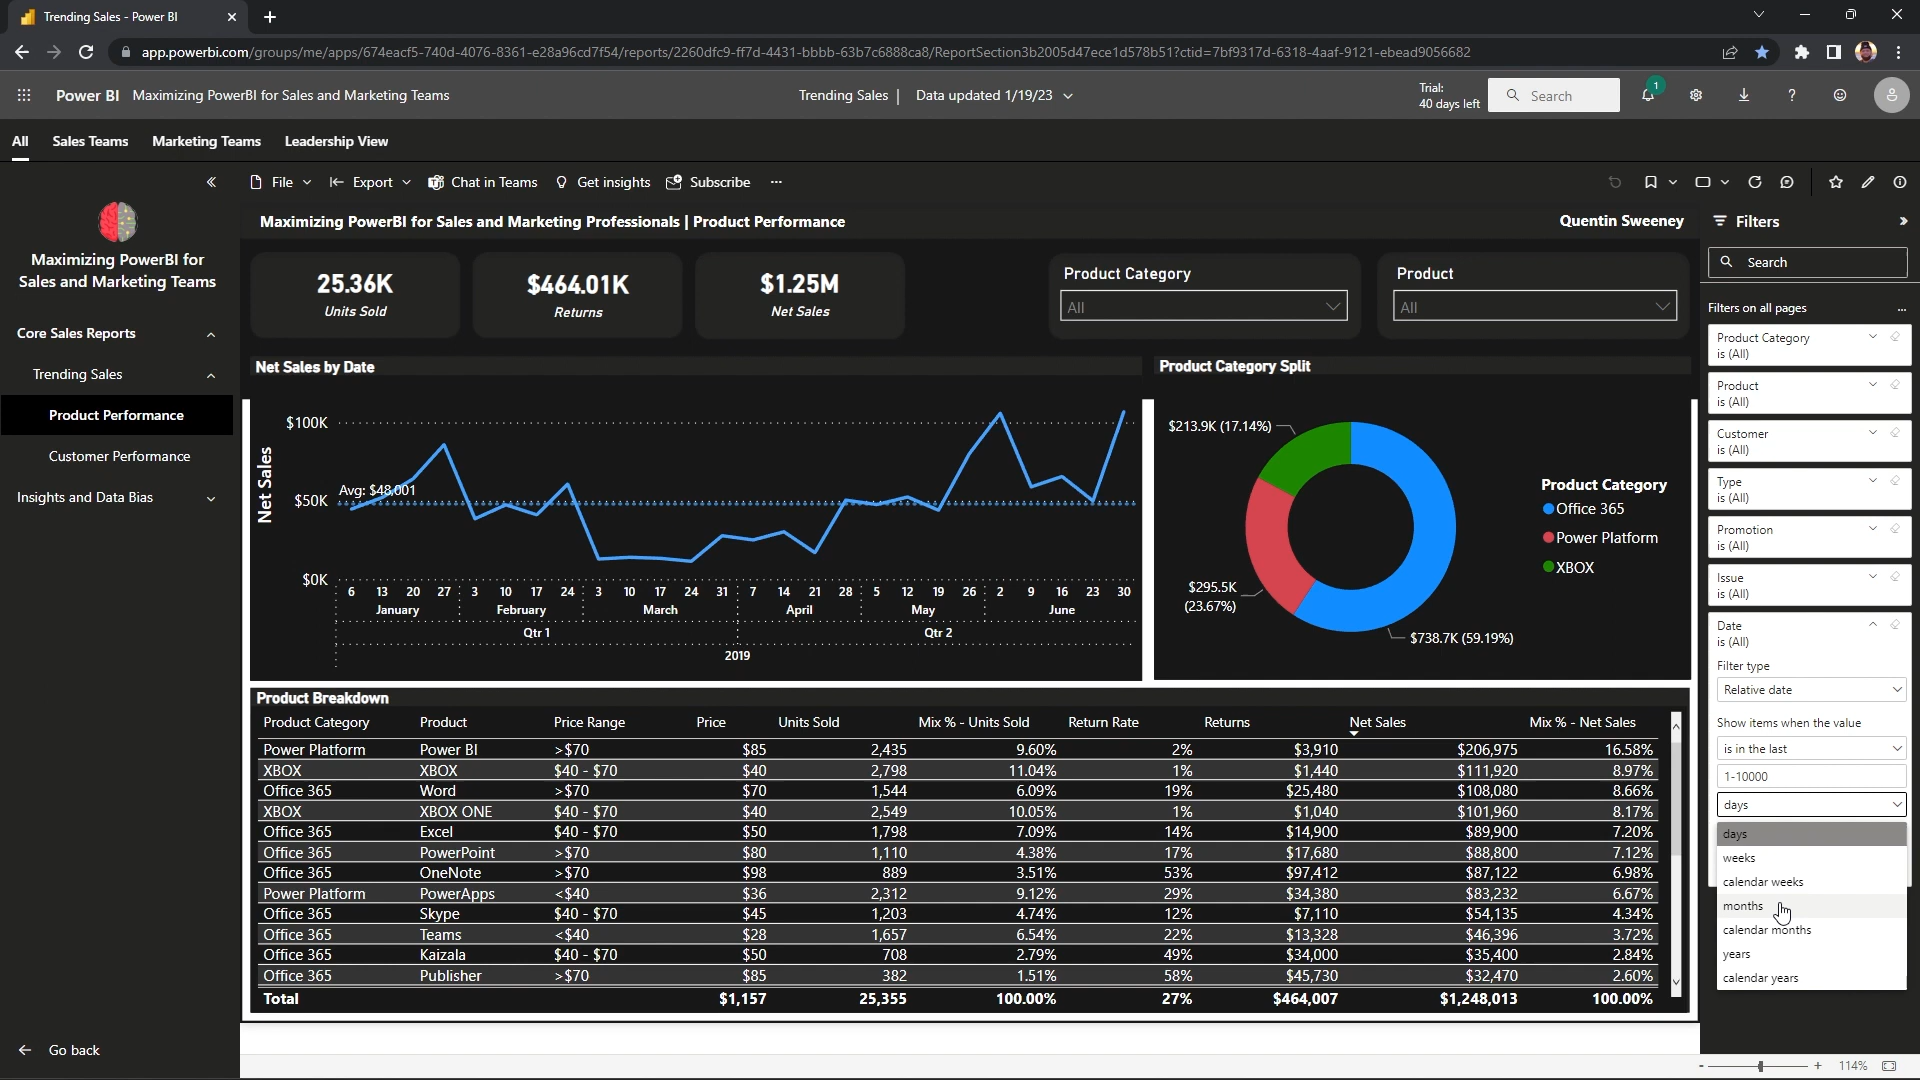 Trending Sales - Power BI
app.powerbi.com/groups/me/apps/674eacf5-740d-4076-8361-e28a96cd7f54/reports/2260dfc9-ff7d-4431-bbbb-63b7c6888ca8/ReportSection3b2005d47ece1d578b51?ctid=7bf9317d-6318-4aaf-9121-ebead9056682
Power BI Maximizing PowerBI for Sales and Marketing Teams
Trending Sales | Data updated 1/19/23
Trial:
40 days left
Search
1
All Sales Teams Marketing Teams Leadership View
File Export Chat in Teams Get insights Subscribe ...
Maximizing PowerBI for
Sales and Marketing Teams
Core Sales Reports
Trending Sales
Product Performance
Customer Performance
Insights and Data Bias
Go back
Maximizing PowerBI for Sales and Marketing Professionals | Product Performance
Quentin Sweeney
25.36K
Units Sold
$464.01K
Returns
$1.25M
Net Sales
Product Category
All
Product
All
Net Sales by Date
Net Sales
$100K
$50K
$0K
Avg: $48,001
6 13 20 27 3 10 17 24 3 10 17 24 31 7 14 21 28 5 12 19 26 2 9 16 23 30
January February March April May June
Qtr 1 Qtr 2
2019
Product Category Split
$213.9K (17.14%)
$295.5K
(23.67%)
$738.7K (59.19%)
Product Category
Office 365
Power Platform
XBOX
Product Breakdown
Product Category Product Price Range Price Units Sold Mix % - Units Sold Return Rate Returns Net Sales Mix % - Net Sales
Power Platform Power BI >$70 $85 2,435 9.60% 2% $3,910 $206,975 16.58%
XBOX XBOX $40 - $70 $40 2,798 11.04% 1% $1,440 $111,920 8.97%
Office 365 Word >$70 $70 1,544 6.09% 19% $25,480 $108,080 8.66%
XBOX XBOX ONE $40 - $70 $40 2,549 10.05% 1% $1,040 $101,960 8.17%
Office 365 Excel $40 - $70 $50 1,798 7.09% 14% $14,900 $89,900 7.20%
Office 365 PowerPoint >$70 $80 1,110 4.38% 17% $17,680 $88,800 7.12%
Office 365 OneNote >$70 $98 889 3.51% 53% $97,412 $87,122 6.98%
Power Platform PowerApps <$40 $36 2,312 9.12% 29% $34,380 $83,232 6.67%
Office 365 Skype $40 - $70 $45 1,203 4.74% 12% $7,110 $54,135 4.34%
Office 365 Teams <$40 $28 1,657 6.54% 22% $13,328 $46,396 3.72%
Office 365 Kaizala $40 - $70 $50 708 2.79% 49% $34,000 $35,400 2.84%
Office 365 Publisher >$70 $85 382 1.51% 58% $45,730 $32,470 2.60%
Total $1,157 25,355 100.00% 27% $464,007 $1,248,013 100.00%
Filters
Search
Filters on all pages ...
Product Category
is (All)
Product
is (All)
Customer
is (All)
Type
is (All)
Promotion
is (All)
Issue
is (All)
Date
is (All)
Filter type
Relative date
Show items when the value
is in the last
1-10000
days
days
weeks
calendar weeks
months
calendar months
years
calendar years
- + 114%